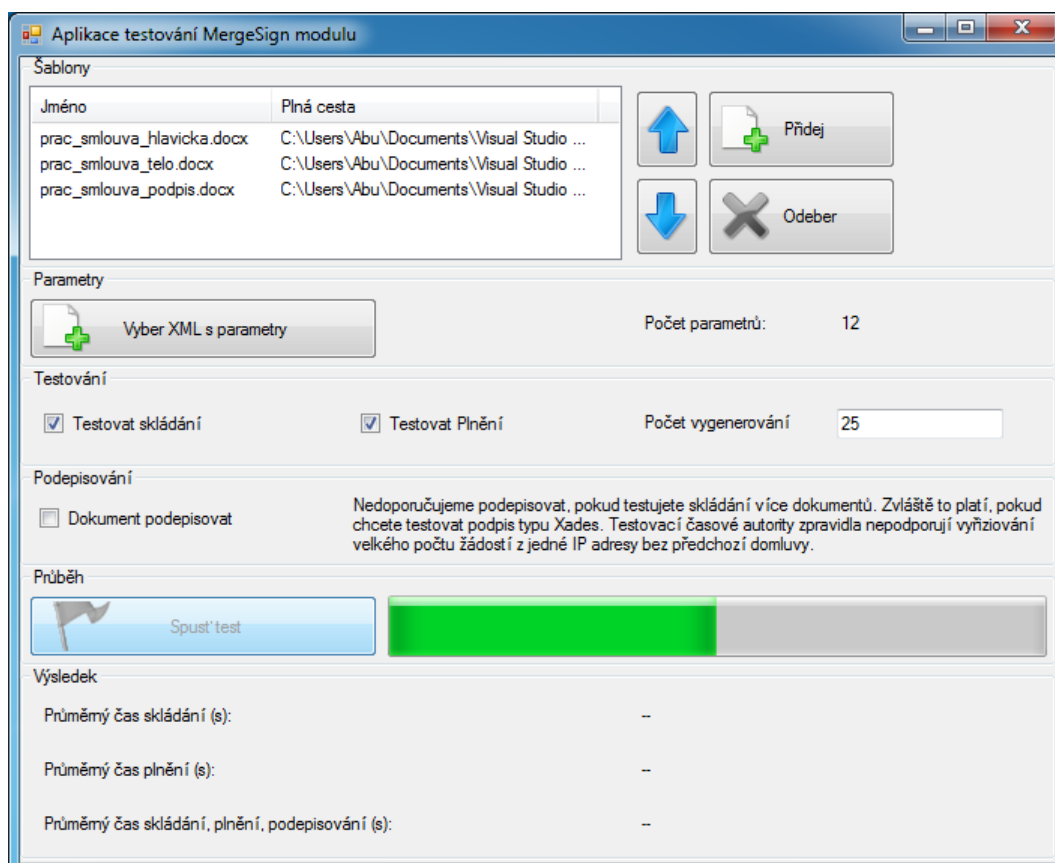 Aplikace testování MergeSign modulu
Šablony
Jméno Plná cesta
prac_smlouva_hlavicka.docx C:\Users\Abu\Documents\Visual Studio ...
prac_smlouva_telo.docx C:\Users\Abu\Documents\Visual Studio ...
prac_smlouva_podpis.docx C:\Users\Abu\Documents\Visual Studio ...
Přidej
Odeber
Parametry
Vyber XML s parametry Počet parametrů: 12
Testování
Testovat skládání Testovat Plnění Počet vygenerování 25
Podepisování
Dokument podepisovat
Nedoporučujeme podepisovat, pokud testujete skládání více dokumentů. Zvláště to platí, pokud
chcete testovat podpis typu Xades. Testovací časové autority zpravidla nepodporují vyřiziování
velkého počtu žádostí z jedné IP adresy bez předchozí domluvy.
Průběh
Spusť test
Výsledek
Průměrný čas skládání (s): --
Průměrný čas plnění (s): --
Průměrný čas skládání, plnění, podepisování (s): --